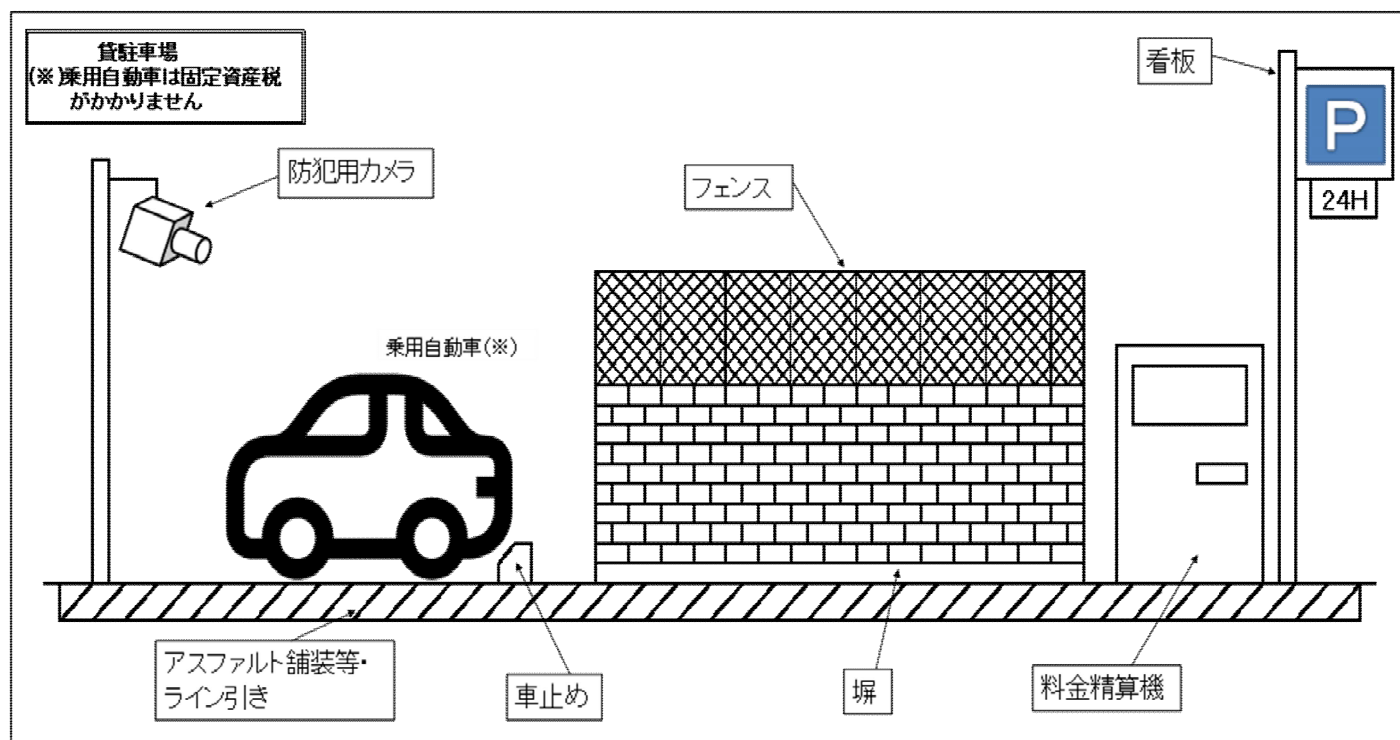 貸駐車場
(※)乗用自動車は固定資産税
がかかりません
看板
P
24H
防犯用カメラ
フェンス
乗用自動車(※)
アスファルト舗装等・
ライン引き
車止め
塀
料金精算機